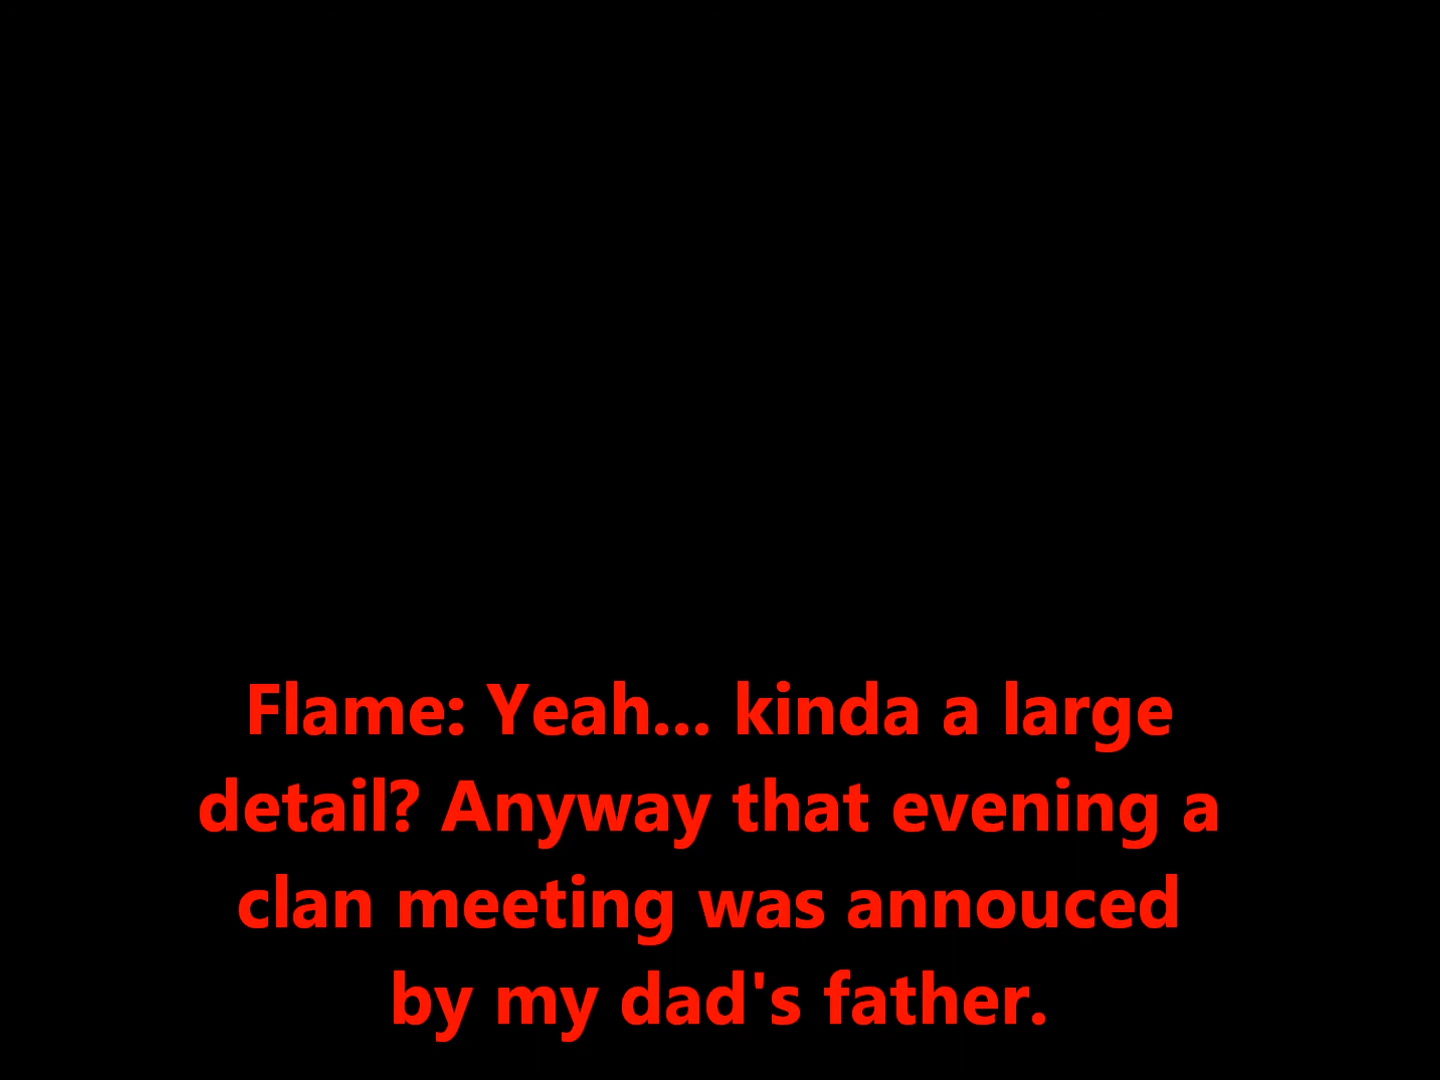 Flame: Yeah... kinda a large
detail? Anyway that evening a
clan meeting was annouced
by my dad's father.